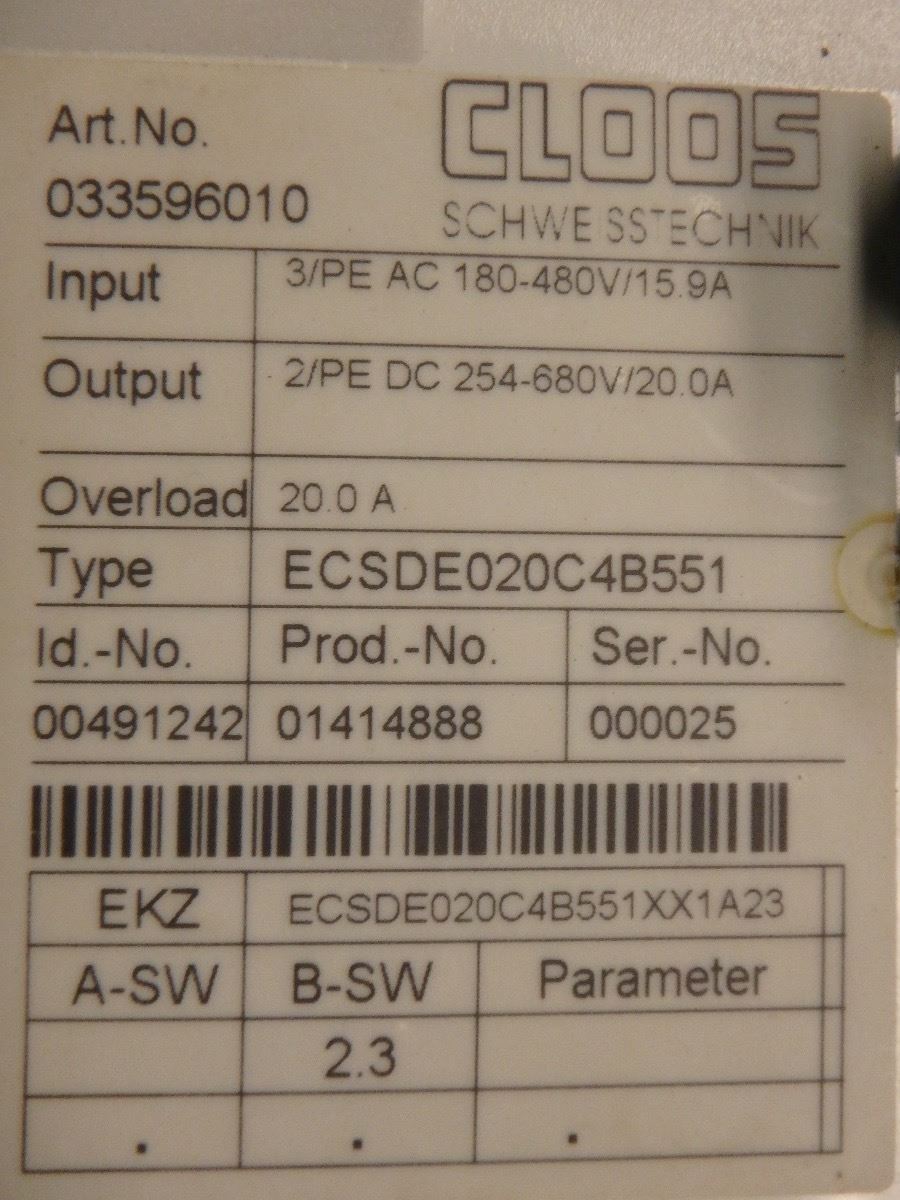 CLOOS
SCHWEISSTECHNIK
Art.No.
033596010
Input 3/PE AC 180-480V/15.9A
Output 2/PE DC 254-680V/20.0A
Overload 20.0 A
Type ECSDE020C4B551
Id.-No. Prod.-No. Ser.-No.
00491242 01414888 000025
EKZ ECSDE020C4B551XX1A23
A-SW B-SW Parameter
2.3
. . .